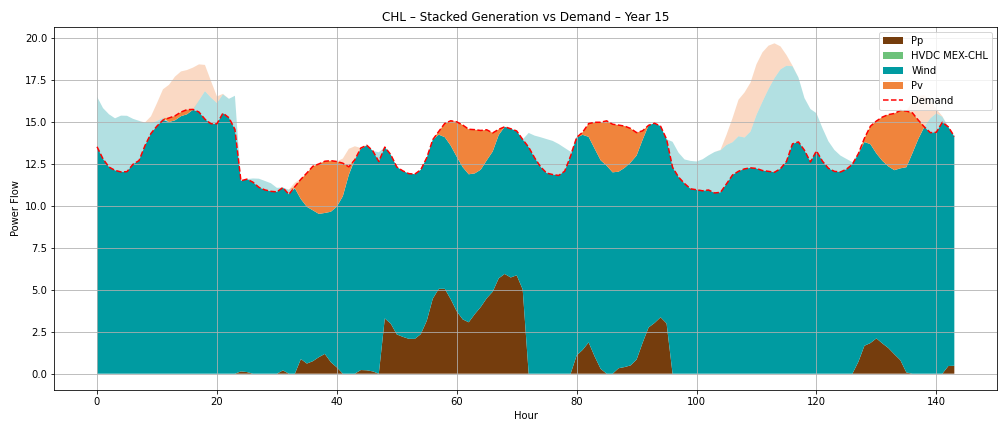 CHL – Stacked Generation vs Demand – Year 15
Power Flow
20.0
17.5
15.0
12.5
10.0
7.5
5.0
2.5
0.0
0 20 40 60 80 100 120 140
Hour
Pp
HVDC MEX-CHL
Wind
Pv
Demand